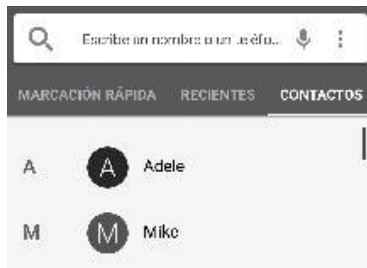 Escribe un nombre o un teléfo...
MARCACIÓN RÁPIDA RECIENTES CONTACTOS
A A Adele
M M Mike